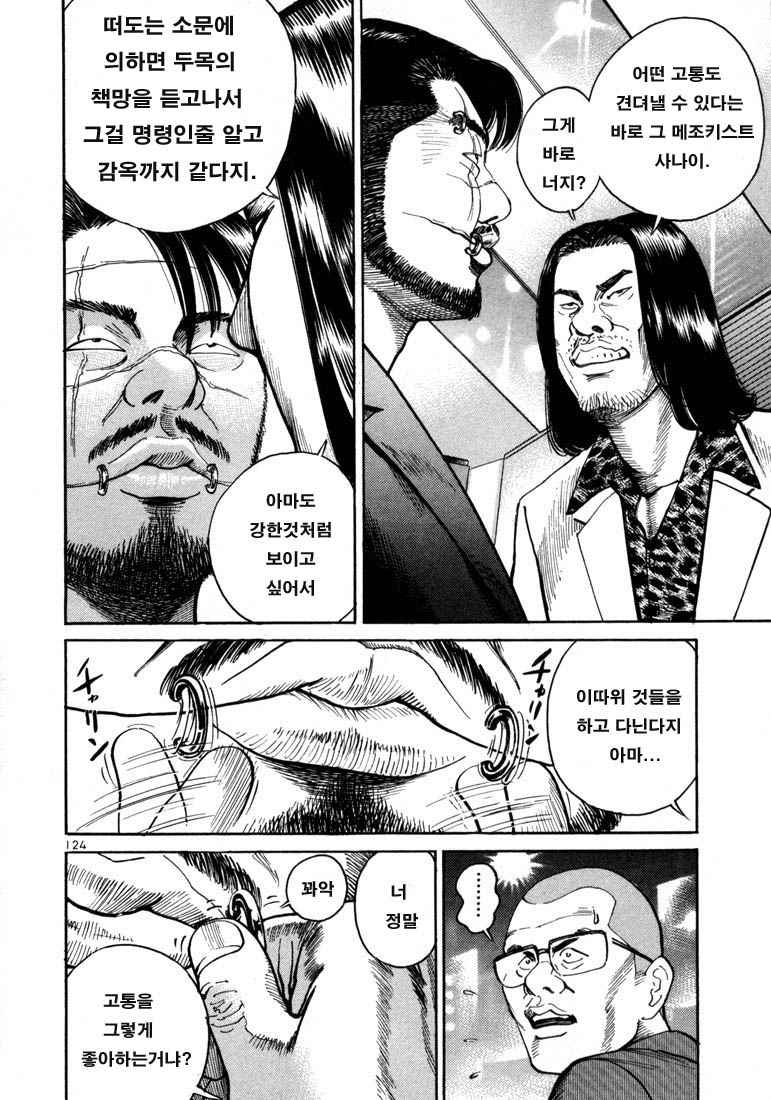 어떤 고통도
견뎌낼 수 있다는
바로 그 메조키스트
사나이.
그게
바로
너지?
떠도는 소문에
의하면 두목의
책망을 듣고나서
그걸 명령인줄 알고
감옥까지 같다지.
아마도
강한것처럼
보이고
싶어서
이따위 것들을
하고 다닌다지
아마...
チャリン
チャリン
124
너
정말
꽈악
고통을
그렇게
좋아하는거냐?
………